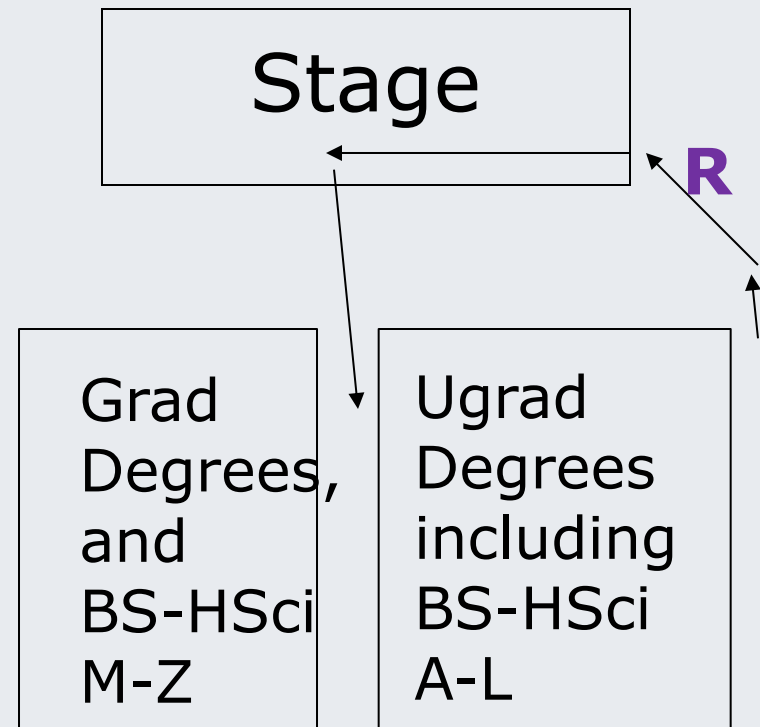 Stage
R
Grad
Degrees,
and
BS-HSci
M-Z
Ugrad
Degrees
including
BS-HSci
A-L